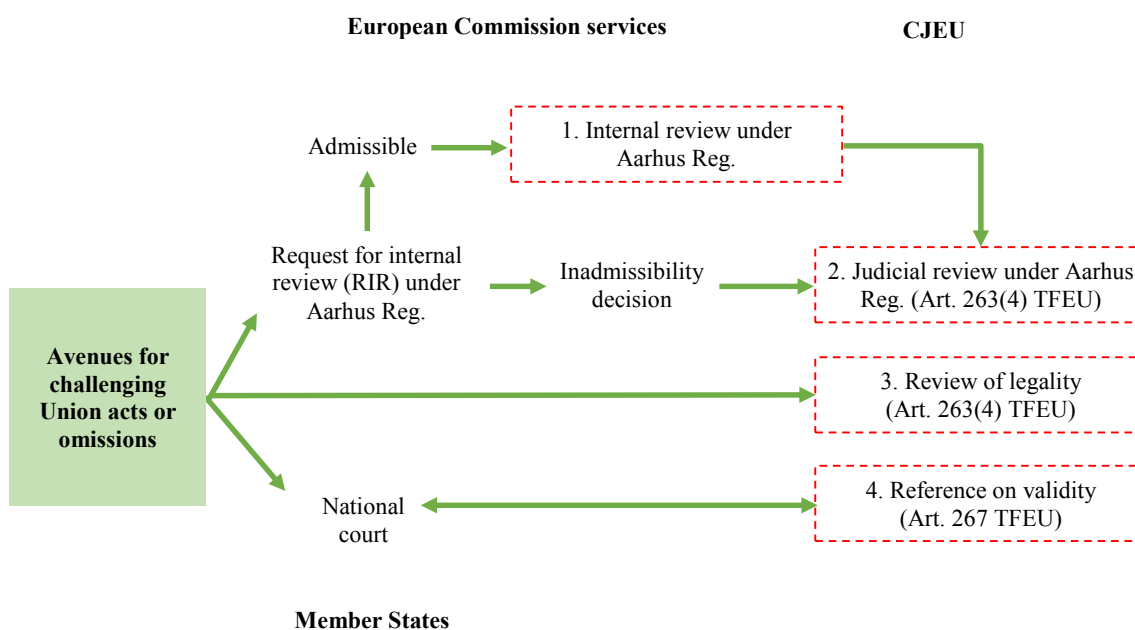 European Commission services
CJEU
Admissible
1. Internal review under
Aarhus Reg.
Request for internal
review (RIR) under
Aarhus Reg.
Inadmissibility
decision
2. Judicial review under Aarhus
Reg. (Art. 263(4) TFEU)
Avenues for
challenging
Union acts or
omissions
3. Review of legality
(Art. 263(4) TFEU)
National
court
4. Reference on validity
(Art. 267 TFEU)
Member States